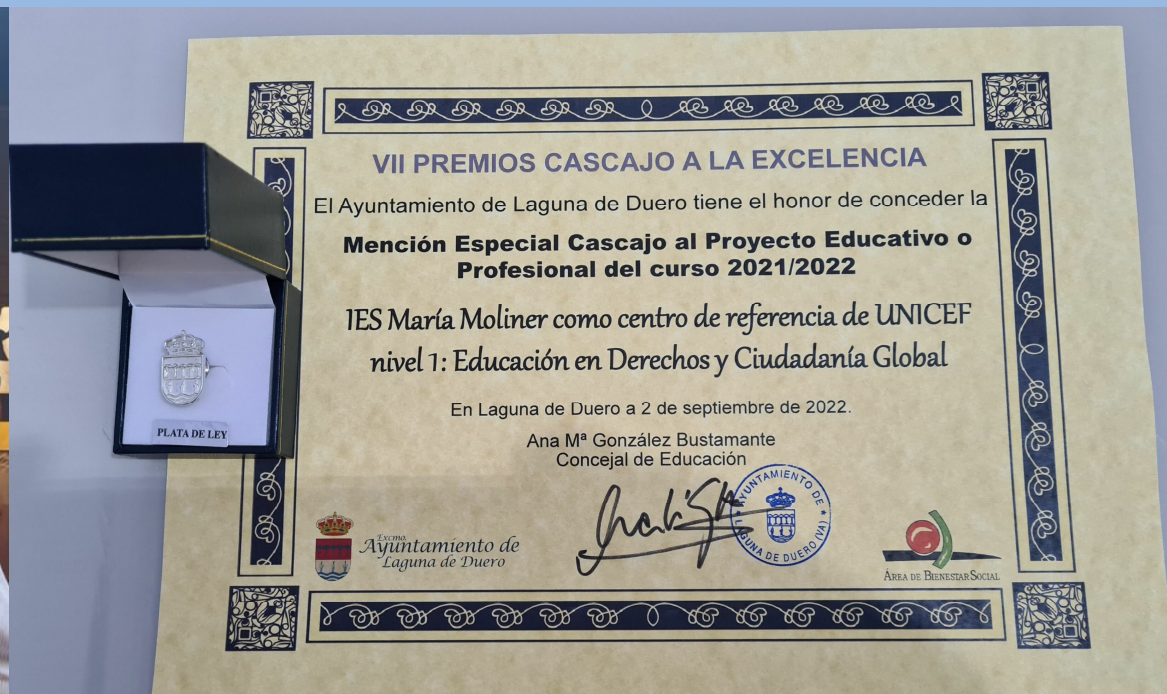 VII PREMIOS CASCAJO A LA EXCELENCIA
El Ayuntamiento de Laguna de Duero tiene el honor de conceder la
Mención Especial Cascajo al Proyecto Educativo o
Profesional del curso 2021/2022
IES María Moliner como centro de referencia de UNICEF
nivel 1: Educación en Derechos y Ciudadanía Global
En Laguna de Duero a 2 de septiembre de 2022.
Ana Mª González Bustamante
Concejal de Educación
PLATA DE LEY
Excmo.
Ayuntamiento de
Laguna de Duero
AYUNTAMIENTO DE
LAGUNA DE DUERO (VA)
ÁREA DE BIENESTAR SOCIAL